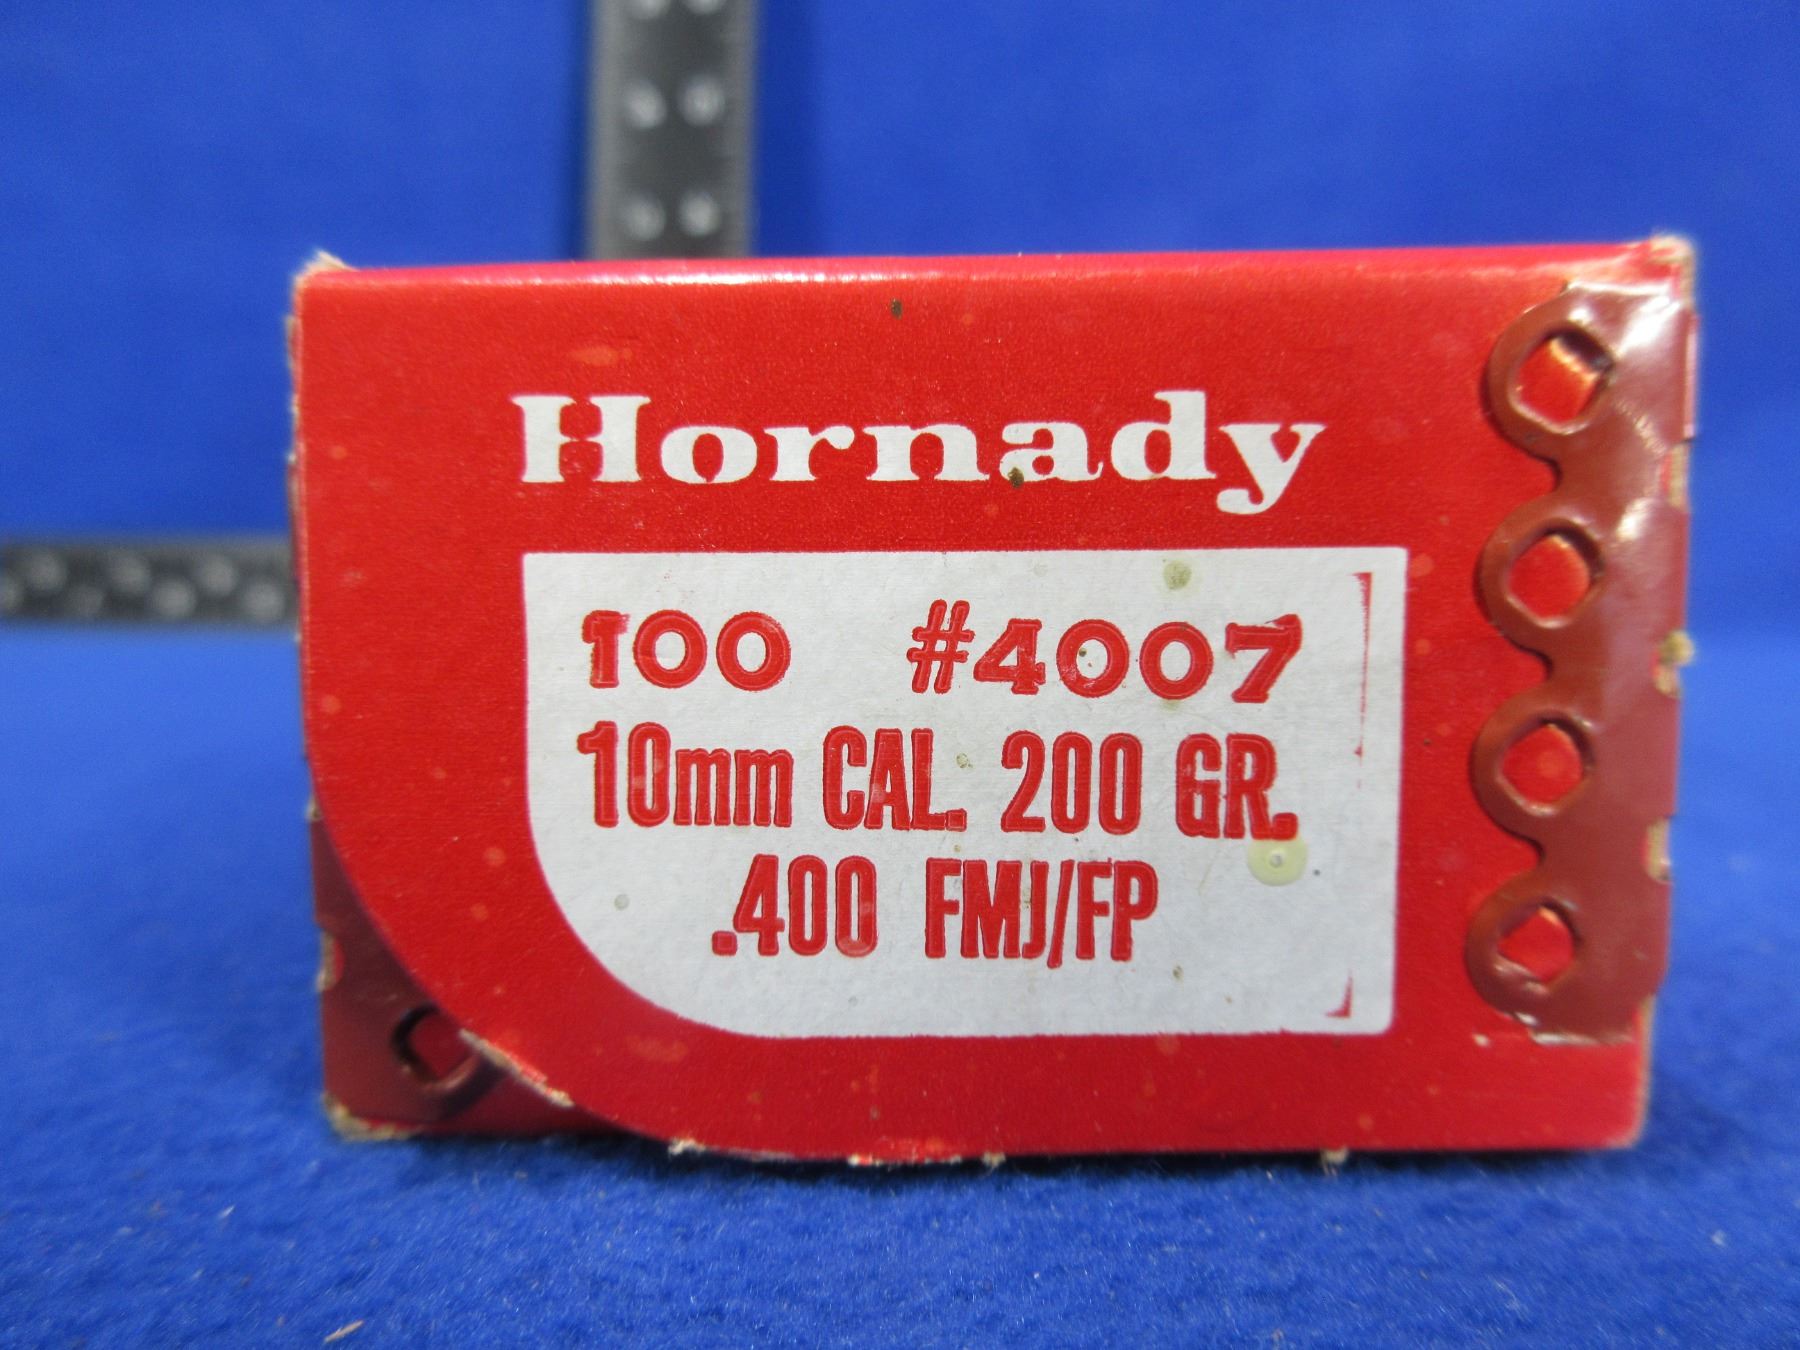 Hornady
100 #4007
10mm CAL. 200 GR.
.400 FMJ/FP